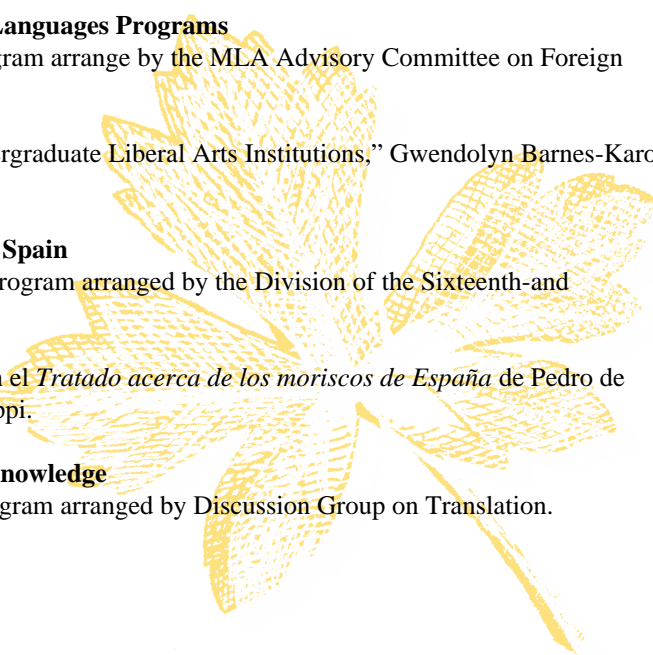 Languages Programs
gram arrange by the MLA Advisory Committee on Foreign
ergraduate Liberal Arts Institutions,” Gwendolyn Barnes-Karo
Spain
rogram arranged by the Division of the Sixteenth-and
n el Tratado acerca de los moriscos de España de Pedro de
ppi.
nowledge
gram arranged by Discussion Group on Translation.